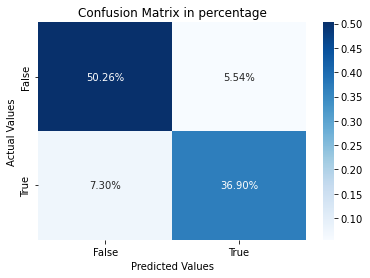 Confusion Matrix in percentage
Actual Values
False
50.26%
5.54%
True
7.30%
36.90%
False
True
Predicted Values
0.50
0.45
0.40
0.35
0.30
0.25
0.20
0.15
0.10